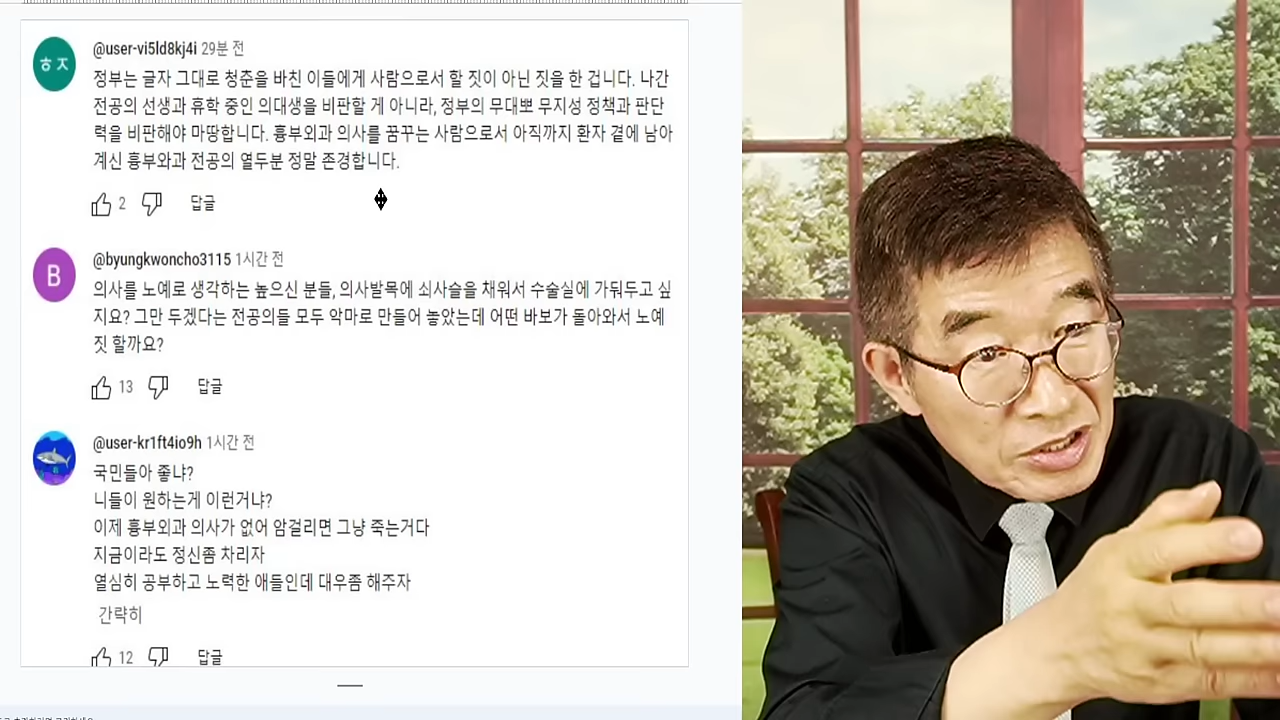 ㅎㅈ
@user-vi5ld8kj4i 29분 전
정부는 글자 그대로 청춘을 바친 이들에게 사람으로서 할 짓이 아닌 짓을 한 겁니다. 나간
전공의 선생과 휴학 중인 의대생을 비판할 게 아니라, 정부의 무대뽀 무지성 정책과 판단
력을 비판해야 마땅합니다. 흉부외과 의사를 꿈꾸는 사람으로서 아직까지 환자 곁에 남아
계신 흉부와과 전공의 열두분 정말 존경합니다.
2 답글
B
@byungkwoncho3115 1시간 전
의사를 노예로 생각하는 높으신 분들, 의사발목에 쇠사슬을 채워서 수술실에 가둬두고 싶
지요? 그만 두겠다는 전공의들 모두 악마로 만들어 놓았는데 어떤 바보가 돌아와서 노예
짓 할까요?
13 답글
@user-kr1ft4io9h 1시간 전
국민들아 좋냐?
니들이 원하는게 이런거냐?
이제 흉부외과 의사가 없어 암걸리면 그냥 죽는거다
지금이라도 정신좀 차리자
열심히 공부하고 노력한 애들인데 대우좀 해주자
간략히
12 답글